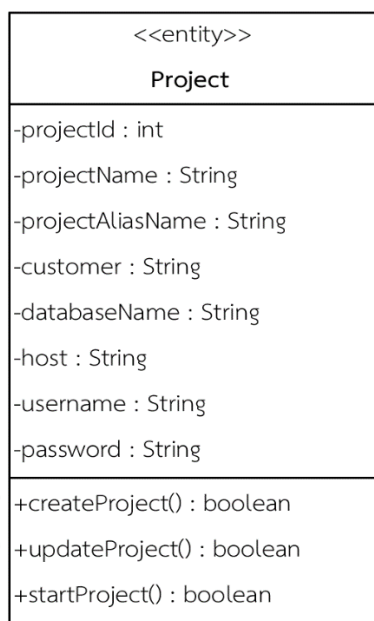 <<entity>>
Project
-projectId : int
-projectName : String
-projectAliasName : String
-customer : String
-databaseName : String
-host : String
-username : String
-password : String
+createProject() : boolean
+updateProject() : boolean
+startProject() : boolean